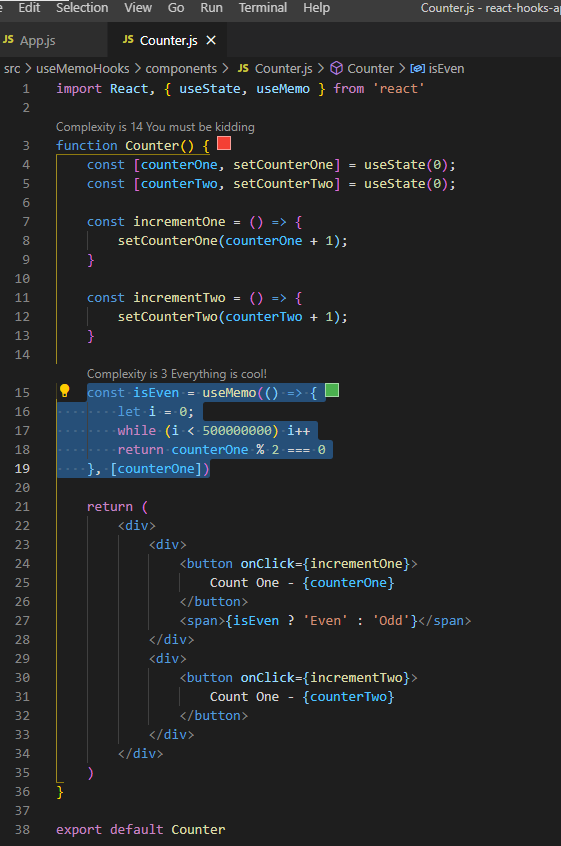 e Edit Selection View Go Run Terminal Help Counter.js - react-hooks-ap
JS App.js JS Counter.js ×
src > useMemoHooks > components > JS Counter.js > Counter > isEven
1 import React, { useState, useMemo } from 'react'
2
Complexity is 14 You must be kidding
3 function Counter() {
4 const [counterOne, setCounterOne] = useState(0);
5 const [counterTwo, setCounterTwo] = useState(0);
6
7 const incrementOne = () => {
8 setCounterOne(counterOne + 1);
9 }
10
11 const incrementTwo = () => {
12 setCounterTwo(counterTwo + 1);
13 }
14
Complexity is 3 Everything is cool!
15 const isEven = useMemo(() => {
16 let i = 0;
17 while (i < 500000000) i++
18 return counterOne % 2 === 0
19 }, [counterOne])
20
21 return (
22 <div>
23 <div>
24 <button onClick={incrementOne}>
25 Count One - {counterOne}
26 </button>
27 <span>{isEven ? 'Even' : 'Odd'}</span>
28 </div>
29 <div>
30 <button onClick={incrementTwo}>
31 Count One - {counterTwo}
32 </button>
33 </div>
34 </div>
35 )
36 }
37
38 export default Counter